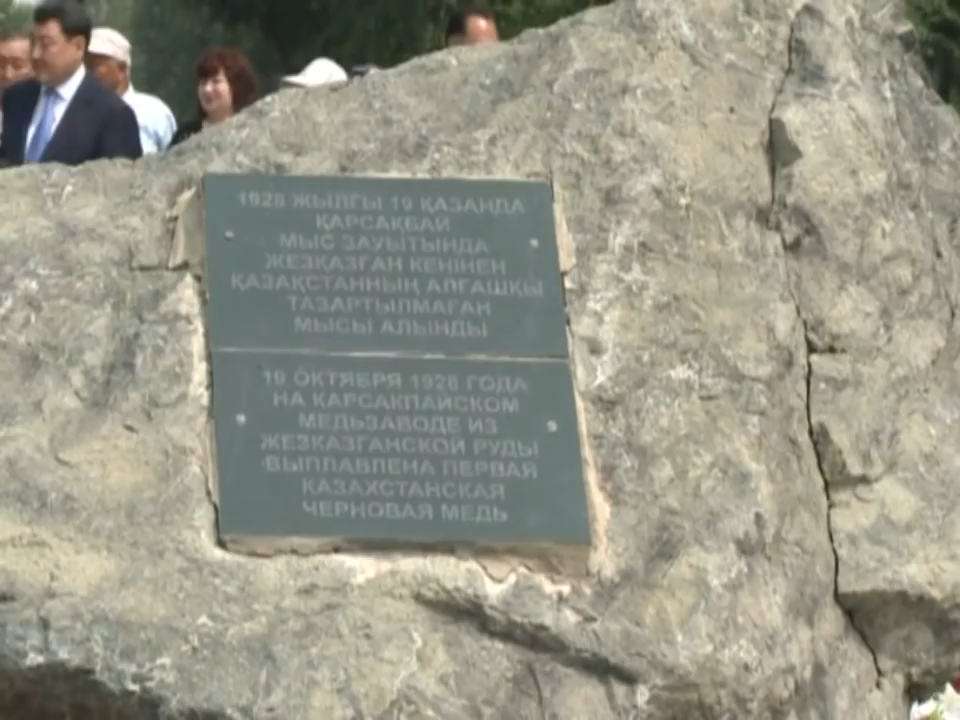 1928 ЖЫЛҒЫ 19 ҚАЗАНДА
ҚАРСАҚБАЙ
МЫС ЗАУЫТЫНДА
ЖЕЗҚАЗҒАН КЕНІНЕН
ҚАЗАҚСТАННЫҢ АЛҒАШҚЫ
ТАЗАРТЫЛМАҒАН
МЫСЫ АЛЫНДЫ
19 ОКТЯБРЯ 1928 ГОДА
НА КАРСАКПАЙСКОМ
МЕДЬЗАВОДЕ ИЗ
ЖЕЗКАЗГАНСКОЙ РУДЫ
ВЫПЛАВЛЕНА ПЕРВАЯ
КАЗАХСТАНСКАЯ
ЧЕРНОВАЯ МЕДЬ